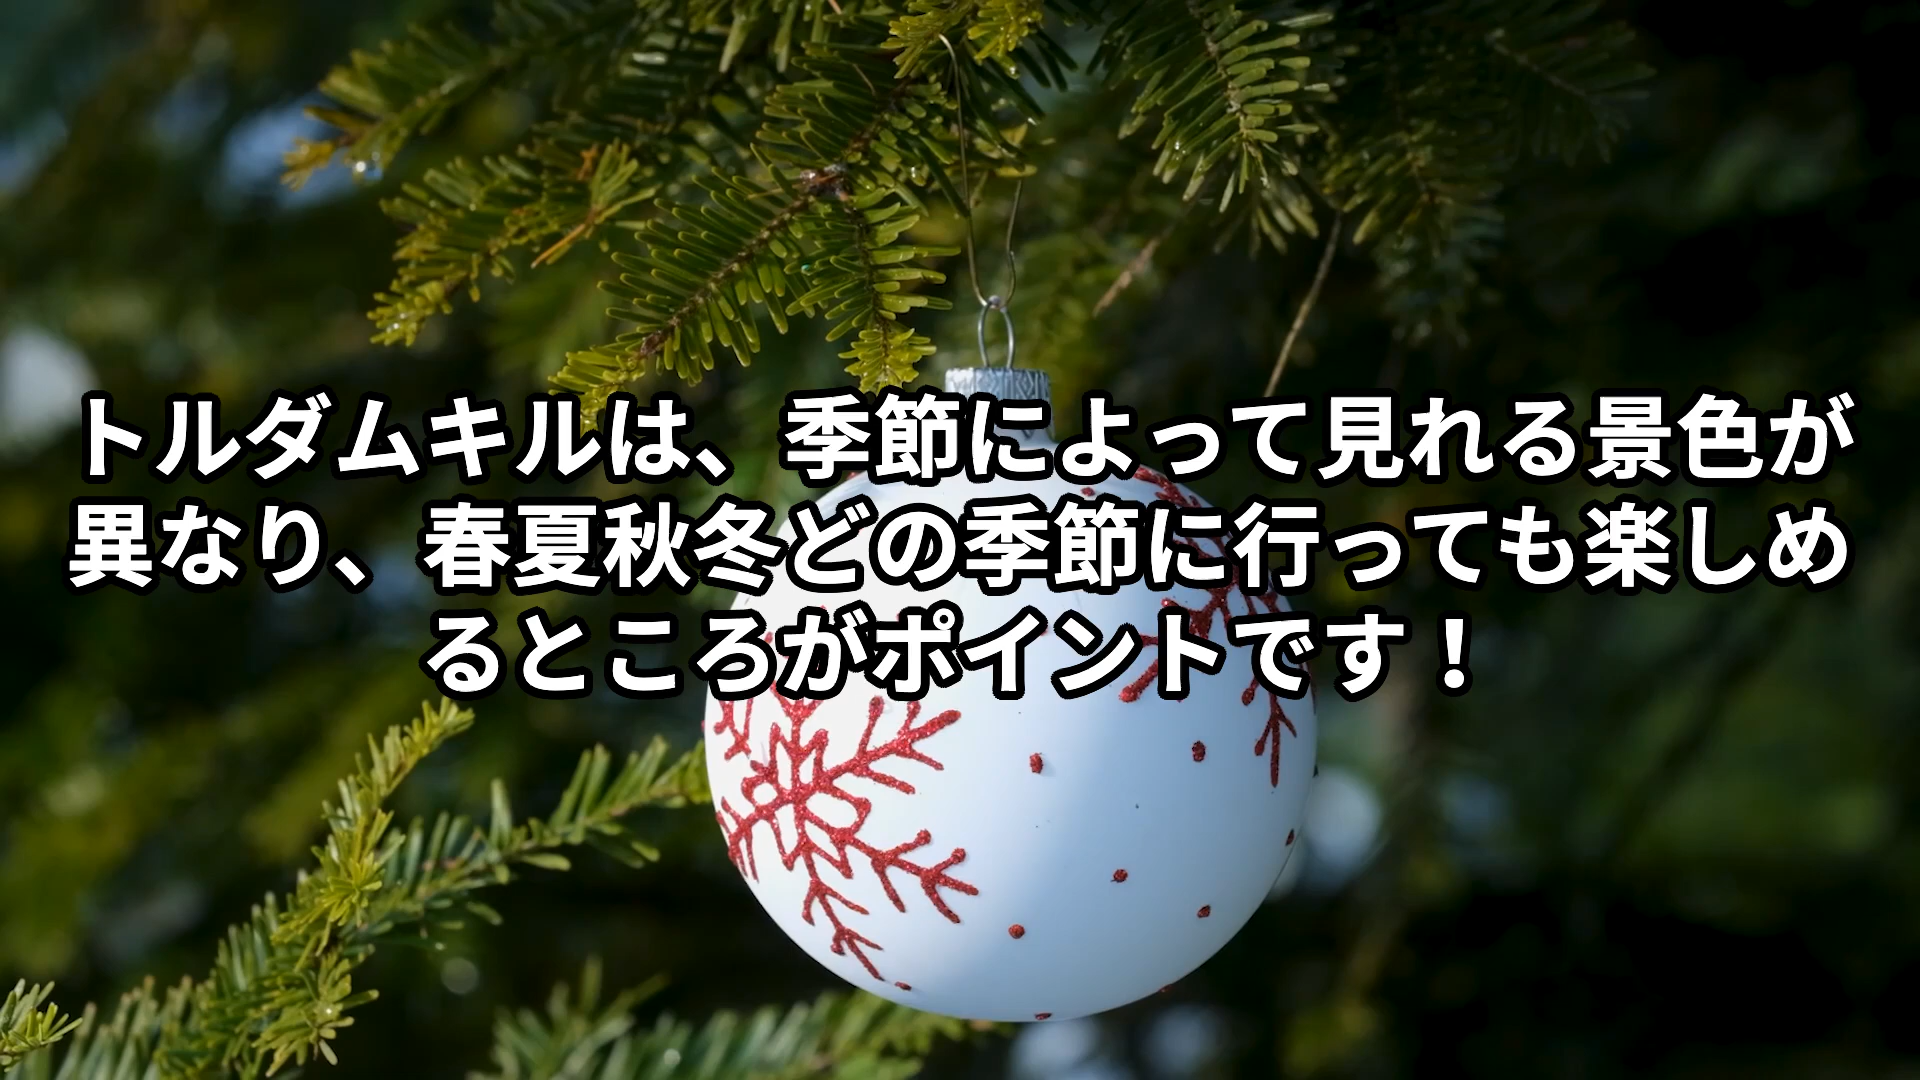 トルダムキルは、季節によって見れる景色が
異なり、春夏秋冬どの季節に行っても楽しめ
るところがポイントです！